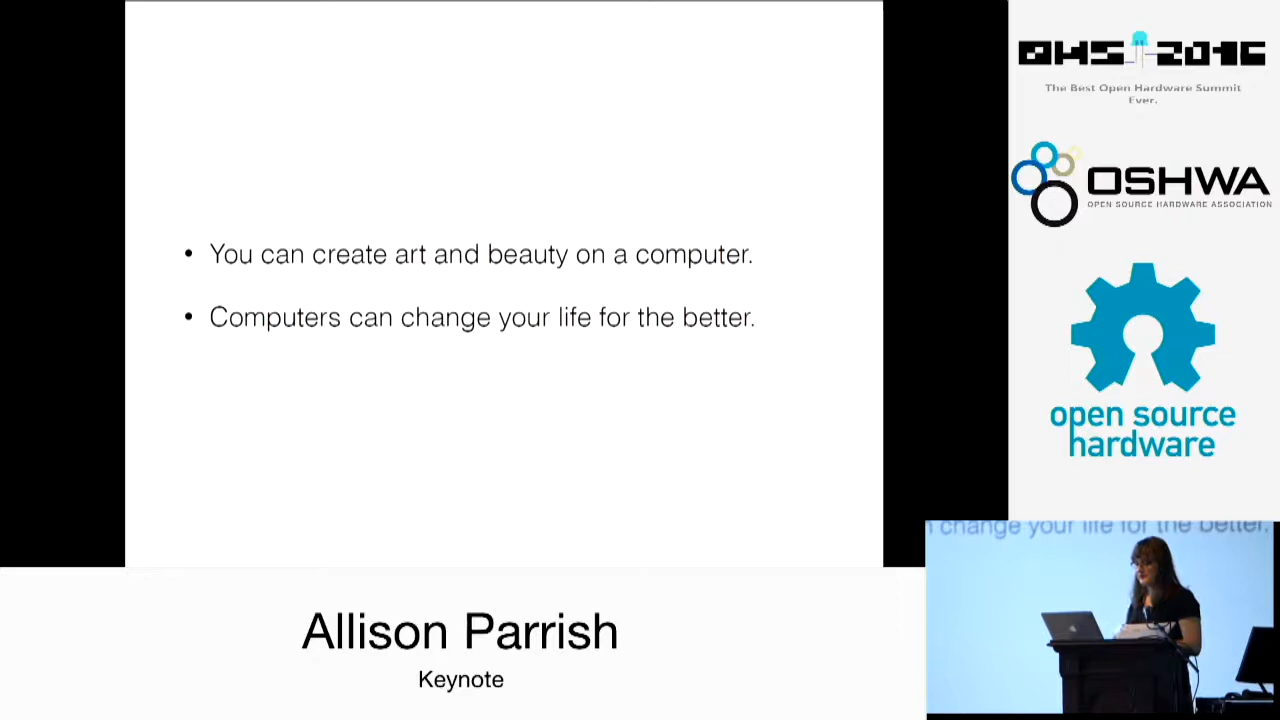 • You can create art and beauty on a computer.
• Computers can change your life for the better.
OHS 2016
The Best Open Hardware Summit
Ever.
OSHWA
OPEN SOURCE HARDWARE ASSOCIATION
open source
hardware
change your life for the better.
Allison Parrish
Keynote